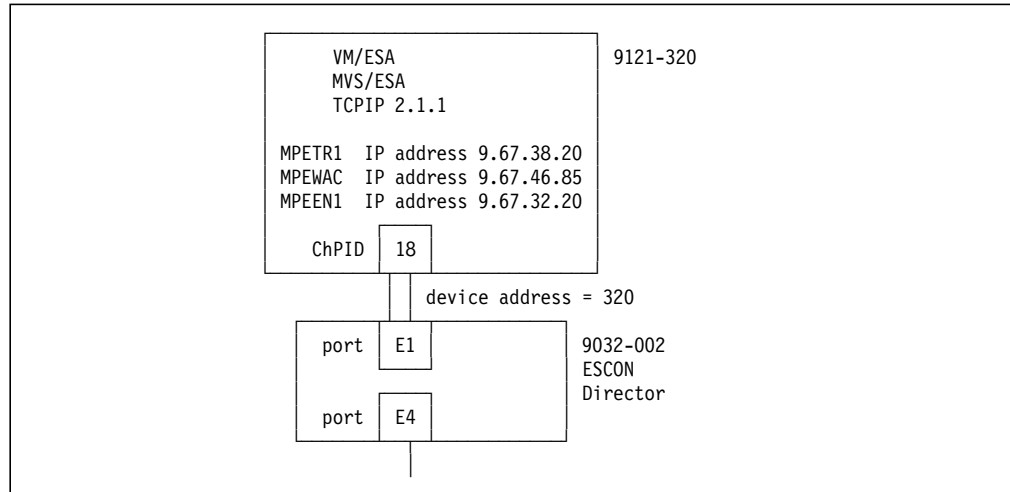 VM/ESA 9121-320
MVS/ESA
TCPIP 2.1.1
MPETR1 IP address 9.67.38.20
MPEWAC IP address 9.67.46.85
MPEEN1 IP address 9.67.32.20
ChPID 18
device address = 320
port E1 9032-002
ESCON
Director
port E4